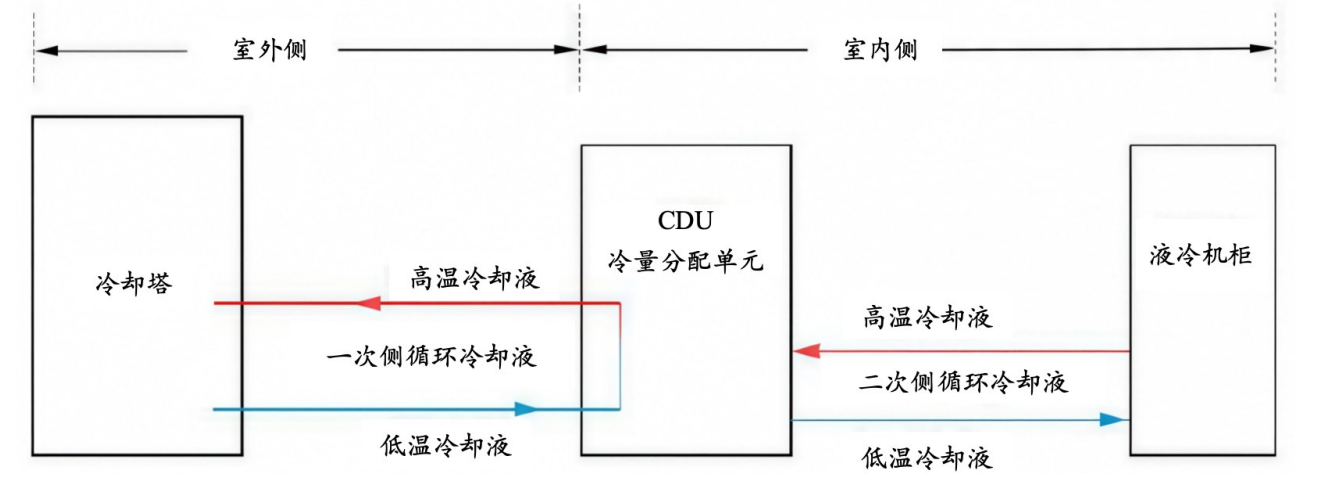 室外侧
室内侧
CDU
冷量分配单元
冷却塔
高温冷却液
一次侧循环冷却液
低温冷却液
高温冷却液
二次侧循环冷却液
低温冷却液
液冷机柜